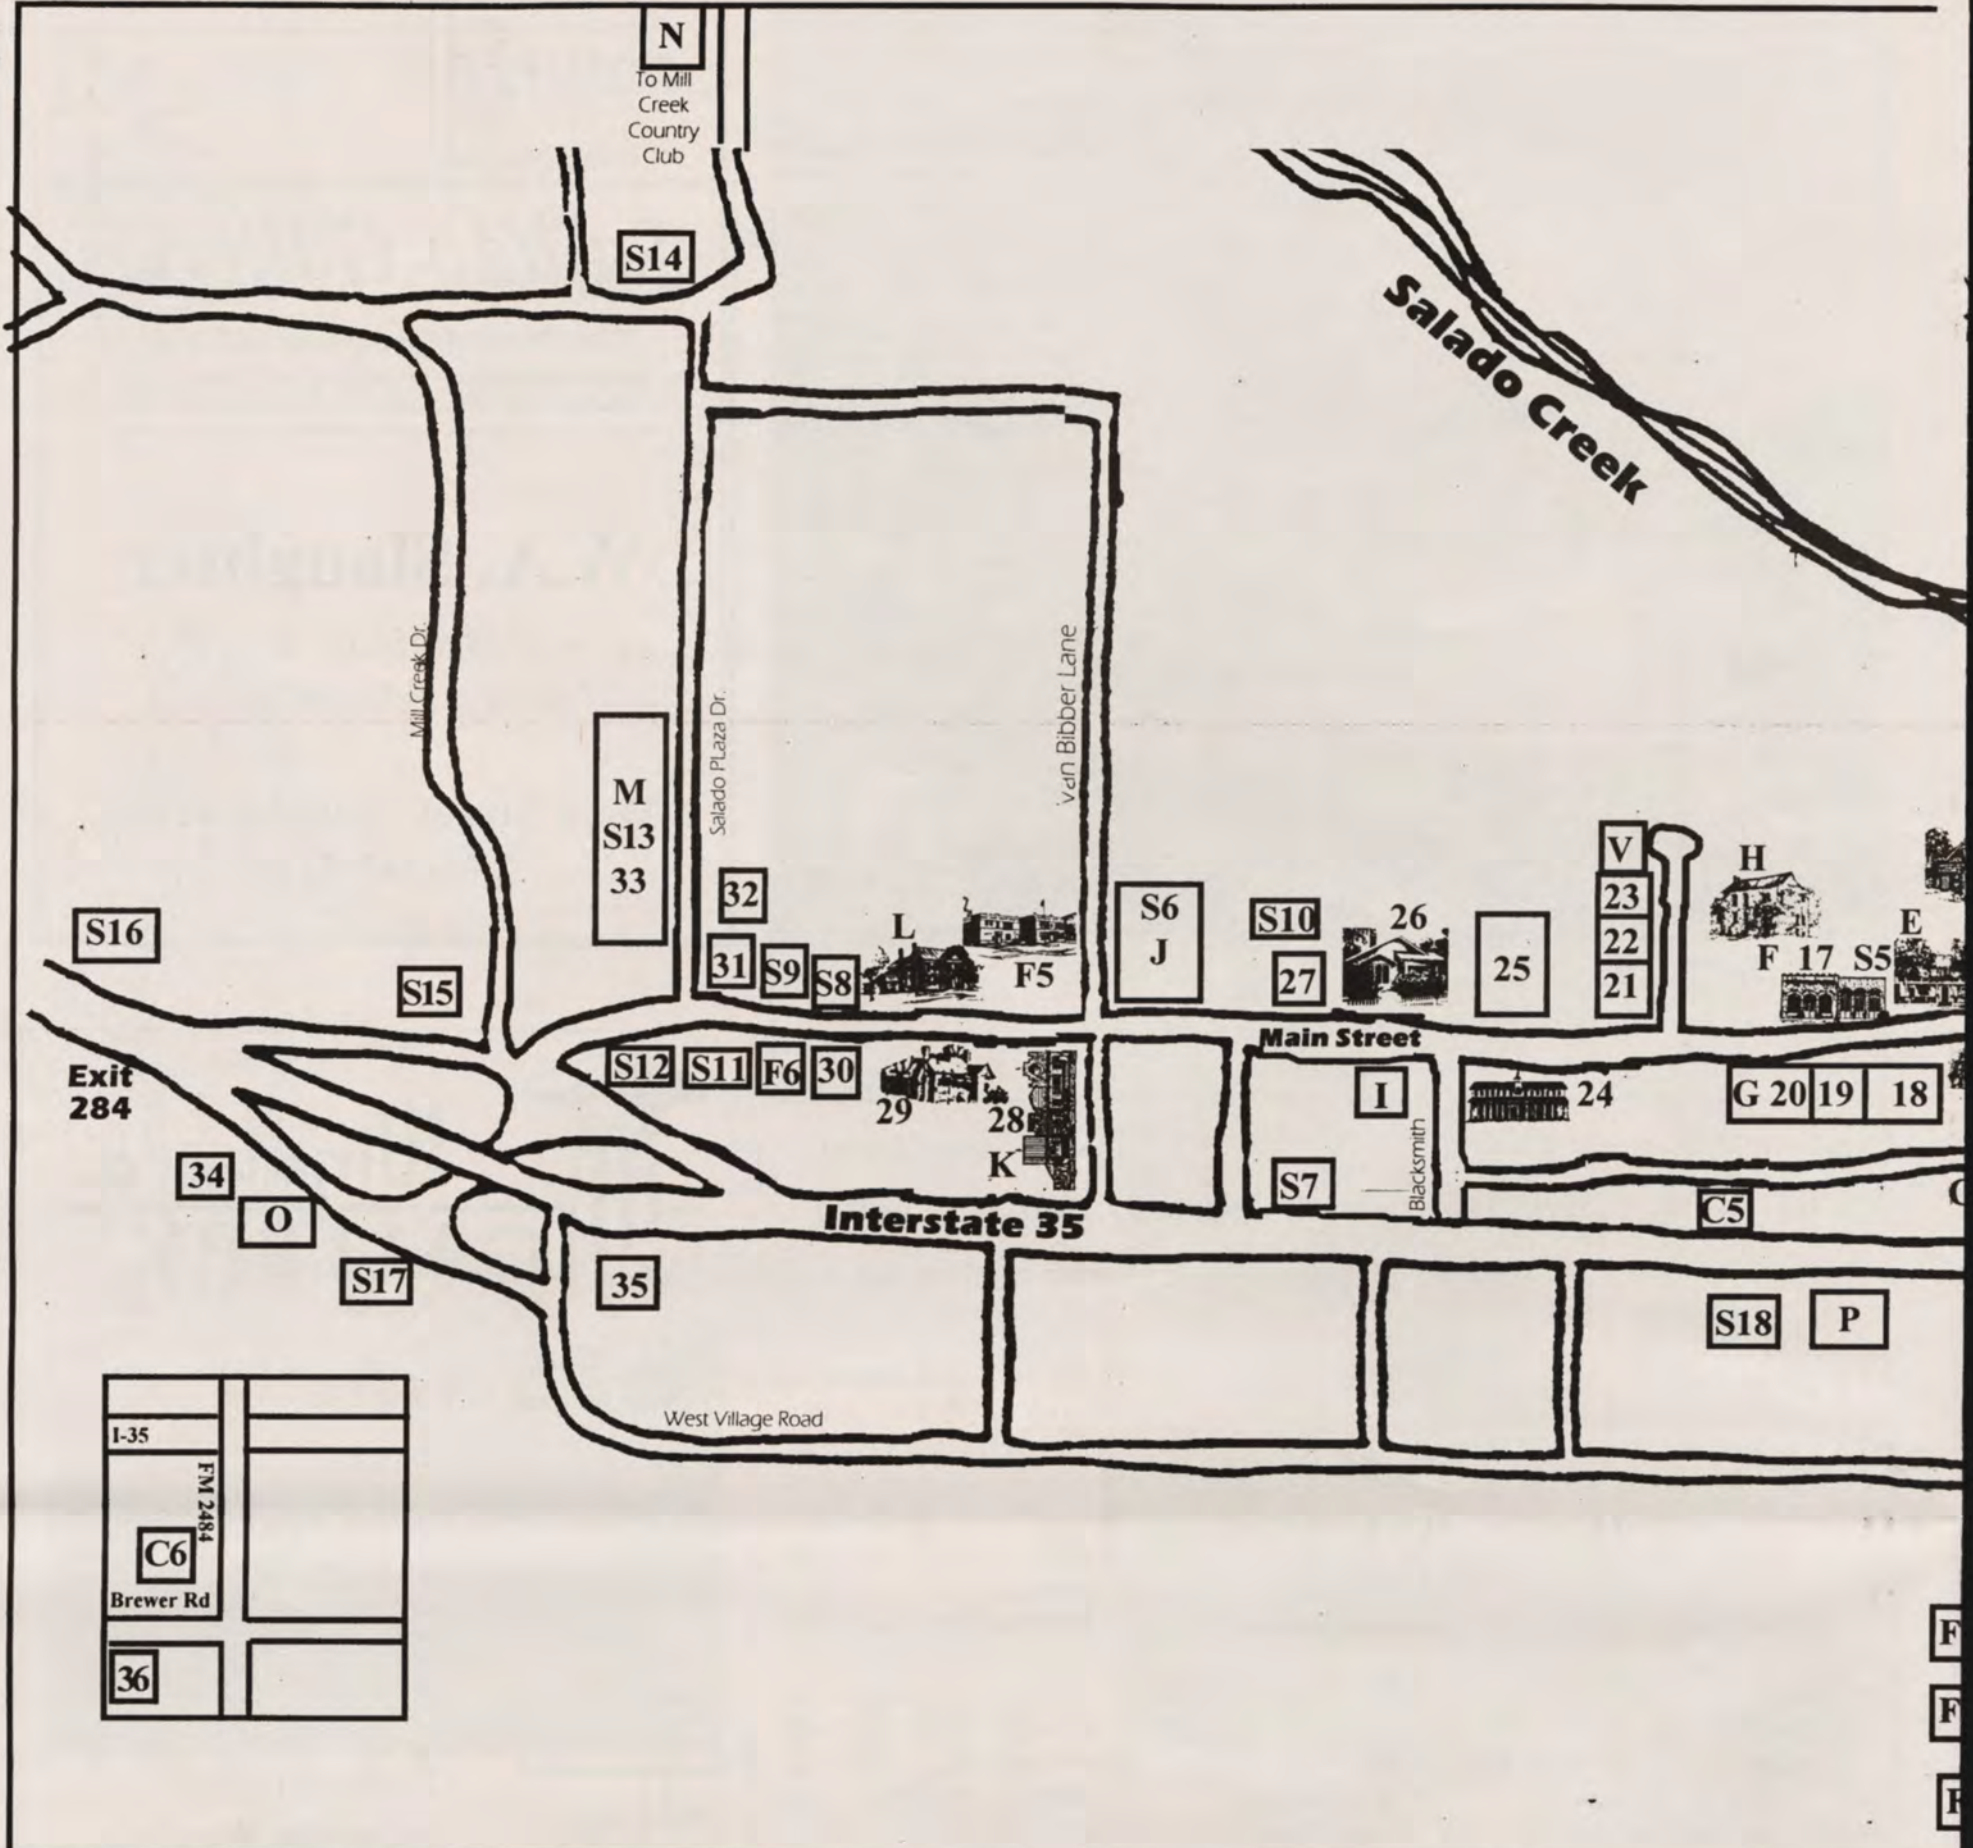 N
To Mill
Creek
Country
Club
S14
Salado Creek
Mill Creek Dr.
Salado PLaza Dr.
Van Bibber Lane
M
S13
33
32
31
S9
S8
L
F5
S6
J
S10
27
26
25
V
23
22
21
H
F 17 S5
E
S16
S15
Main Street
Exit
284
S12
S11
F6
30
29
28
K
I
Blacksmith
24
G 20
19
18
34
O
S17
Interstate 35
35
S7
C5
S18
P
West Village Road
I-35
FM 2484
C6
Brewer Rd
36
F
F